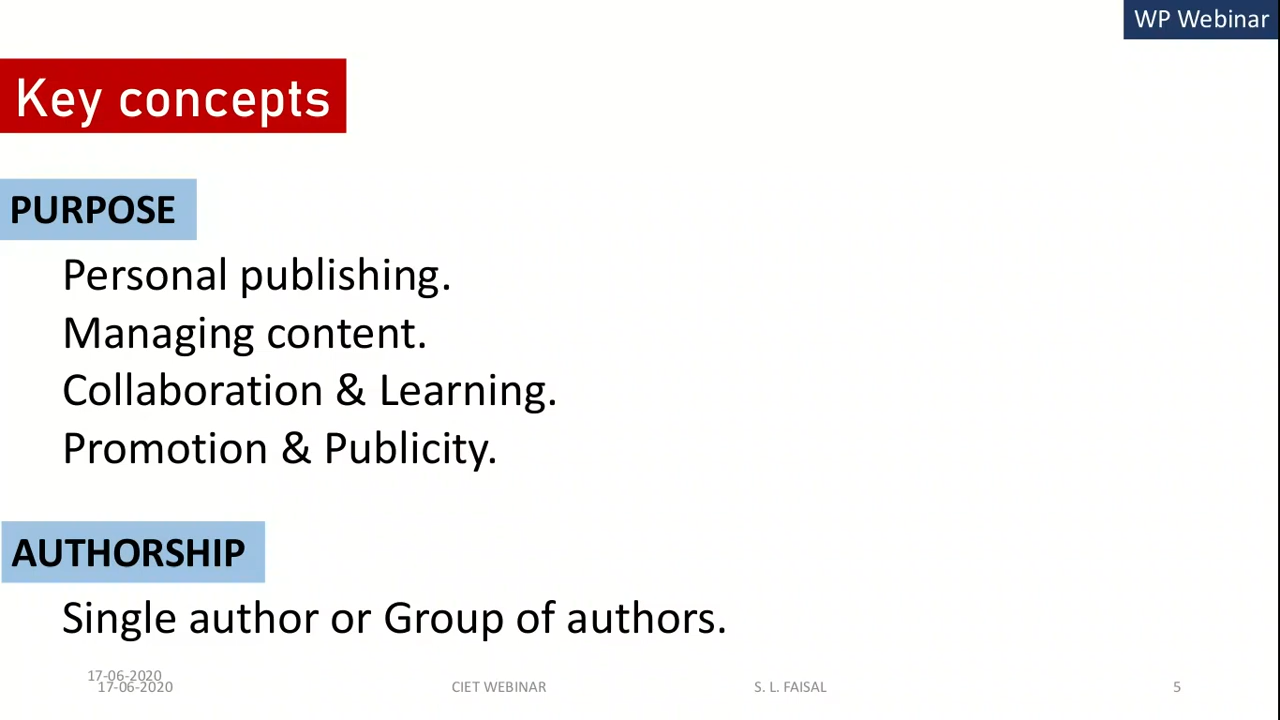 WP Webinar
Key concepts
PURPOSE
Personal publishing.
Managing content.
Collaboration & Learning.
Promotion & Publicity.
AUTHORSHIP
Single author or Group of authors.
17-06-2020
17-06-2020 CIET WEBINAR S. L. FAISAL 5